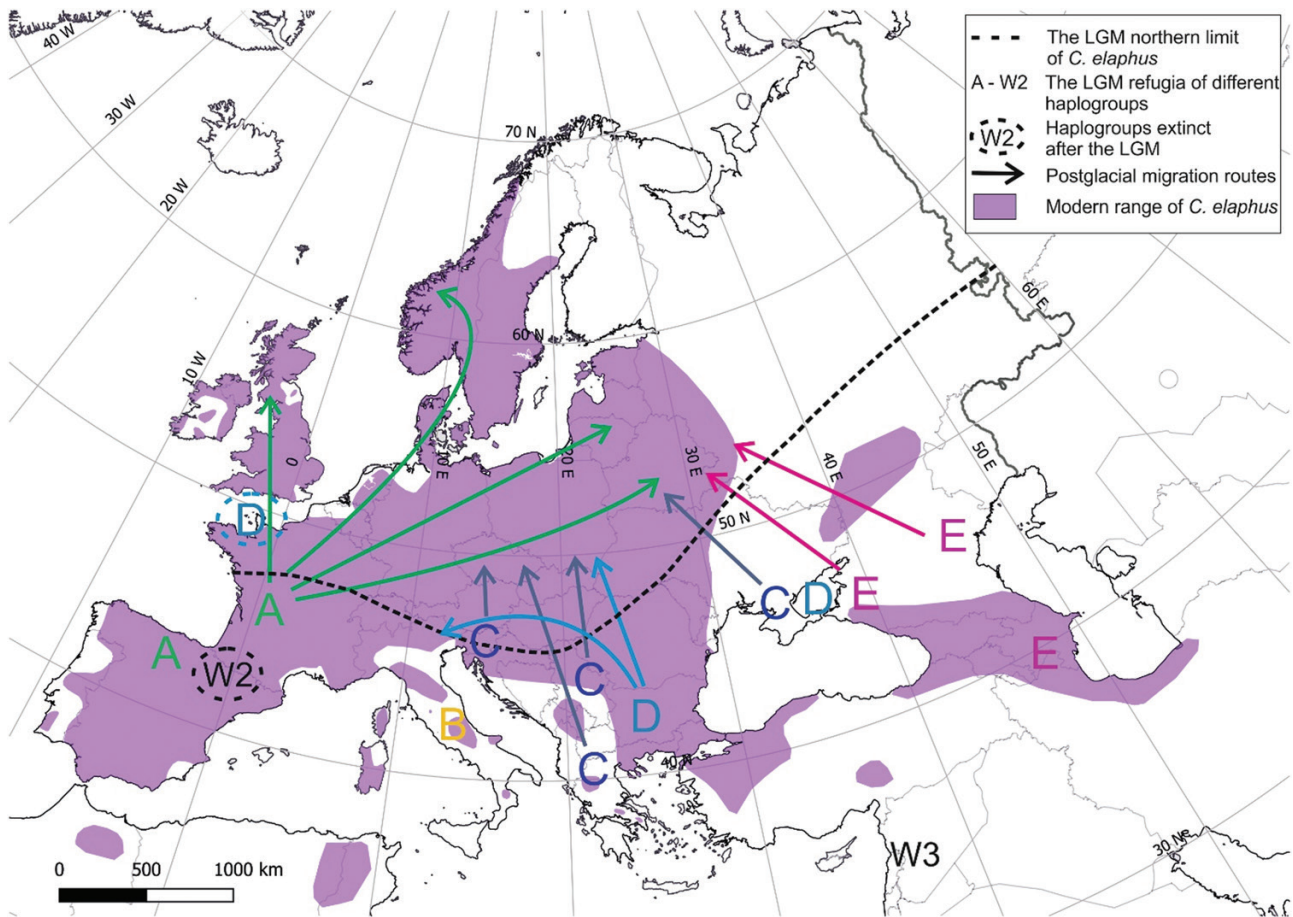 The LGM northern limit
of C. elaphus
A - W2
The LGM refugia of different
haplogroups
W2
Haplogroups extinct
after the LGM
Postglacial migration routes
Modern range of C. elaphus
40 W
30 W
20 W
10 W
0
10 E
20 E
30 E
40 E
50 E
60 E
70 N
60 N
50 N
40 N
30 Ne
D
A
A
W2
B
C
C
C
D
C
D
E
E
E
W3
0 500 1000 km